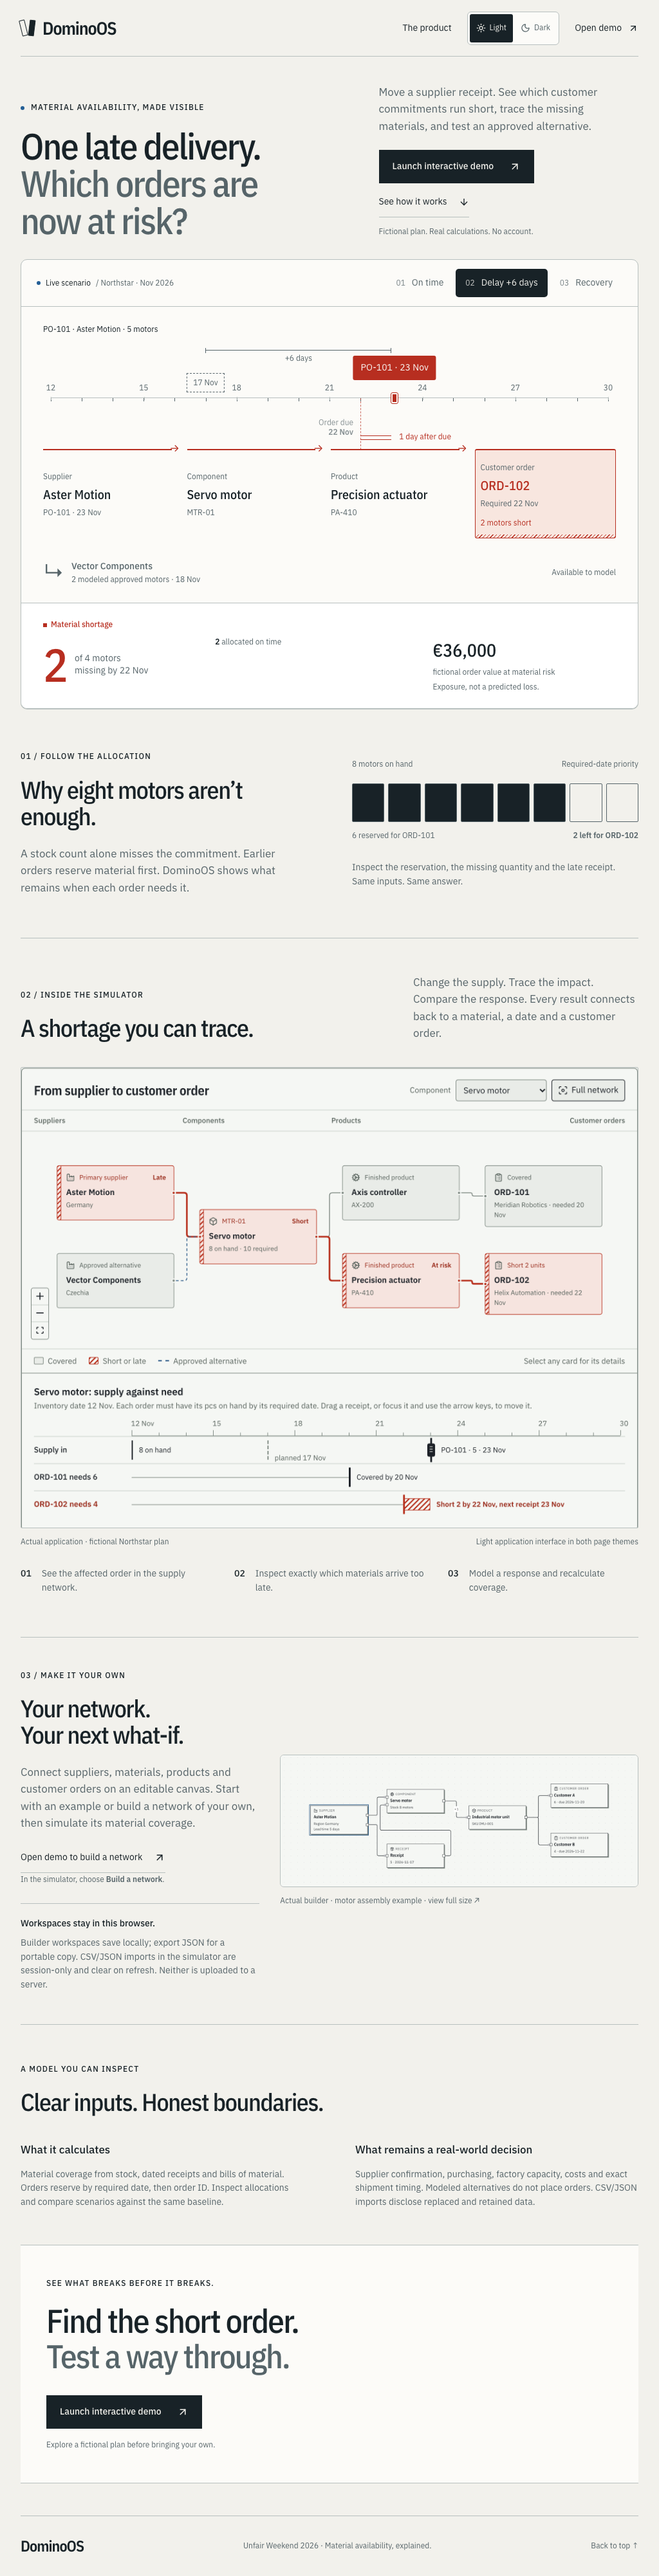 DominoOS
The product
Light
Dark
Open demo
MATERIAL AVAILABILITY, MADE VISIBLE
One late delivery.
Which orders are
now at risk?
Move a supplier receipt. See which customer
commitments run short, trace the missing
materials, and test an approved alternative.
Launch interactive demo
See how it works
Fictional plan. Real calculations. No account.
Live scenario / Northstar · Nov 2026
01 On time
02 Delay +6 days
03 Recovery
PO-101 · Aster Motion · 5 motors
+6 days
PO-101 · 23 Nov
17 Nov
12 15 18 21 24 27 30
Order due
22 Nov
1 day after due
Supplier
Aster Motion
PO-101 · 23 Nov
Component
Servo motor
MTR-01
Product
Precision actuator
PA-410
Customer order
ORD-102
Required 22 Nov
2 motors short
Vector Components
2 modeled approved motors · 18 Nov
Available to model
Material shortage
2 of 4 motors
missing by 22 Nov
2 allocated on time
€36,000
fictional order value at material risk
Exposure, not a predicted loss.
01 / FOLLOW THE ALLOCATION
Why eight motors aren’t
enough.
A stock count alone misses the commitment. Earlier
orders reserve material first. DominoOS shows what
remains when each order needs it.
8 motors on hand
Required-date priority
6 reserved for ORD-101
2 left for ORD-102
Inspect the reservation, the missing quantity and the late receipt.
Same inputs. Same answer.
02 / INSIDE THE SIMULATOR
A shortage you can trace.
Change the supply. Trace the impact.
Compare the response. Every result connects
back to a material, a date and a customer
order.
From supplier to customer order
Component
Servo motor
Full network
Suppliers
Components
Products
Customer orders
Primary supplier Late
Aster Motion
Germany
Approved alternative
Vector Components
Czechia
MTR-01 Short
Servo motor
8 on hand · 10 required
Finished product
Axis controller
AX-200
Finished product At risk
Precision actuator
PA-410
Covered
ORD-101
Meridian Robotics · needed 20
Nov
Short 2 units
ORD-102
Helix Automation · needed 22
Nov
Covered
Short or late
Approved alternative
Select any card for its details
Servo motor: supply against need
Inventory date 12 Nov. Each order must have its pcs on hand by its required date. Drag a receipt, or focus it and use the arrow keys, to move it.
12 Nov 15 18 21 24 27 30
Supply in
8 on hand
planned 17 Nov
PO-101 · 5 · 23 Nov
ORD-101 needs 6
Covered by 20 Nov
ORD-102 needs 4
Short 2 by 22 Nov, next receipt 23 Nov
Actual application · fictional Northstar plan
Light application interface in both page themes
01 See the affected order in the supply
network.
02 Inspect exactly which materials arrive too
late.
03 Model a response and recalculate
coverage.
03 / MAKE IT YOUR OWN
Your network.
Your next what-if.
Connect suppliers, materials, products and
customer orders on an editable canvas. Start
with an example or build a network of your own,
then simulate its material coverage.
Open demo to build a network
In the simulator, choose Build a network.
Workspaces stay in this browser.
Builder workspaces save locally; export JSON for a
portable copy. CSV/JSON imports in the simulator are
session-only and clear on refresh. Neither is uploaded to a
server.
SUPPLIER
Aster Motion
COMPONENT
Servo motor
RECEIPT
Receipt
PRODUCT
Industrial motor unit
CUSTOMER ORDER
Customer A
CUSTOMER ORDER
Customer B
Actual builder · motor assembly example · view full size ↗
A MODEL YOU CAN INSPECT
Clear inputs. Honest boundaries.
What it calculates
Material coverage from stock, dated receipts and bills of material.
Orders reserve by required date, then order ID. Inspect allocations
and compare scenarios against the same baseline.
What remains a real-world decision
Supplier confirmation, purchasing, factory capacity, costs and exact
shipment timing. Modeled alternatives do not place orders. CSV/JSON
imports disclose replaced and retained data.
SEE WHAT BREAKS BEFORE IT BREAKS.
Find the short order.
Test a way through.
Launch interactive demo
Explore a fictional plan before bringing your own.
DominoOS
Unfair Weekend 2026 · Material availability, explained.
Back to top ↑